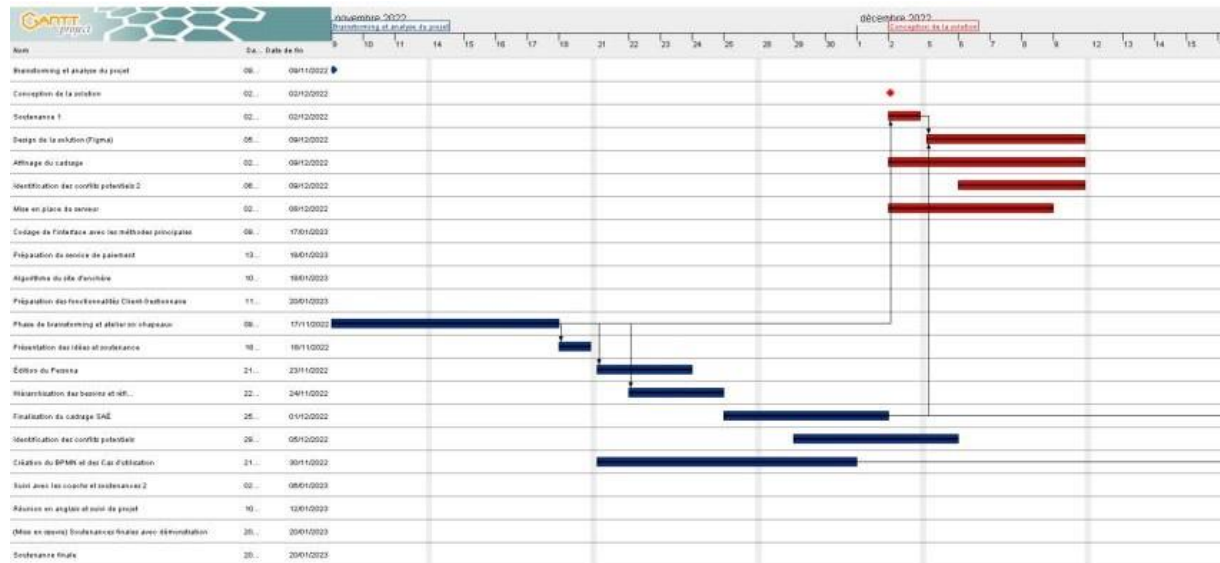 GANTT project
novembre 2022
décembre 2022
Brainstorming et analyse du projet
Conception de la solution
9 10 11 14 15 16 17 18 21 22 23 24 25 28 29 30 1 2 5 6 7 8 9 12 13 14 15
Nom Da... Date de fin
Brainstorming et analyse du projet 09... 09/11/2022
Conception de la solution 02... 02/12/2022
Soutenance 1 02... 02/12/2022
Design de la solution (Figma) 05... 09/12/2022
Affinage du cadrage 02... 09/12/2022
Identification des conflits potentiels 2 06... 09/12/2022
Mise en place du serveur 02... 08/12/2022
Codage de l'interface avec les méthodes principales 09... 17/01/2023
Préparation du service de paiement 13... 18/01/2023
Algorithme du site d'enchère 10... 18/01/2023
Préparation des fonctionnalités Client-Gestionnaire 11... 20/01/2023
Phase de brainstorming et atelier six chapeaux 09... 17/11/2022
Présentation des idées et soutenance 18... 18/11/2022
Édition du Persona 21... 23/11/2022
Hiérarchisation des besoins et réfl... 22... 24/11/2022
Finalisation du cadrage SAÉ 25... 01/12/2022
Identification des conflits potentiels 29... 05/12/2022
Création du BPMN et des Cas d'utilisation 21... 30/11/2022
Suivi avec les coachs et soutenances 2 02... 06/01/2023
Réunion en anglais et suivi de projet 10... 12/01/2023
(Mise en œuvre) Soutenances finales avec démonstration 20... 20/01/2023
Soutenance finale 20... 20/01/2023